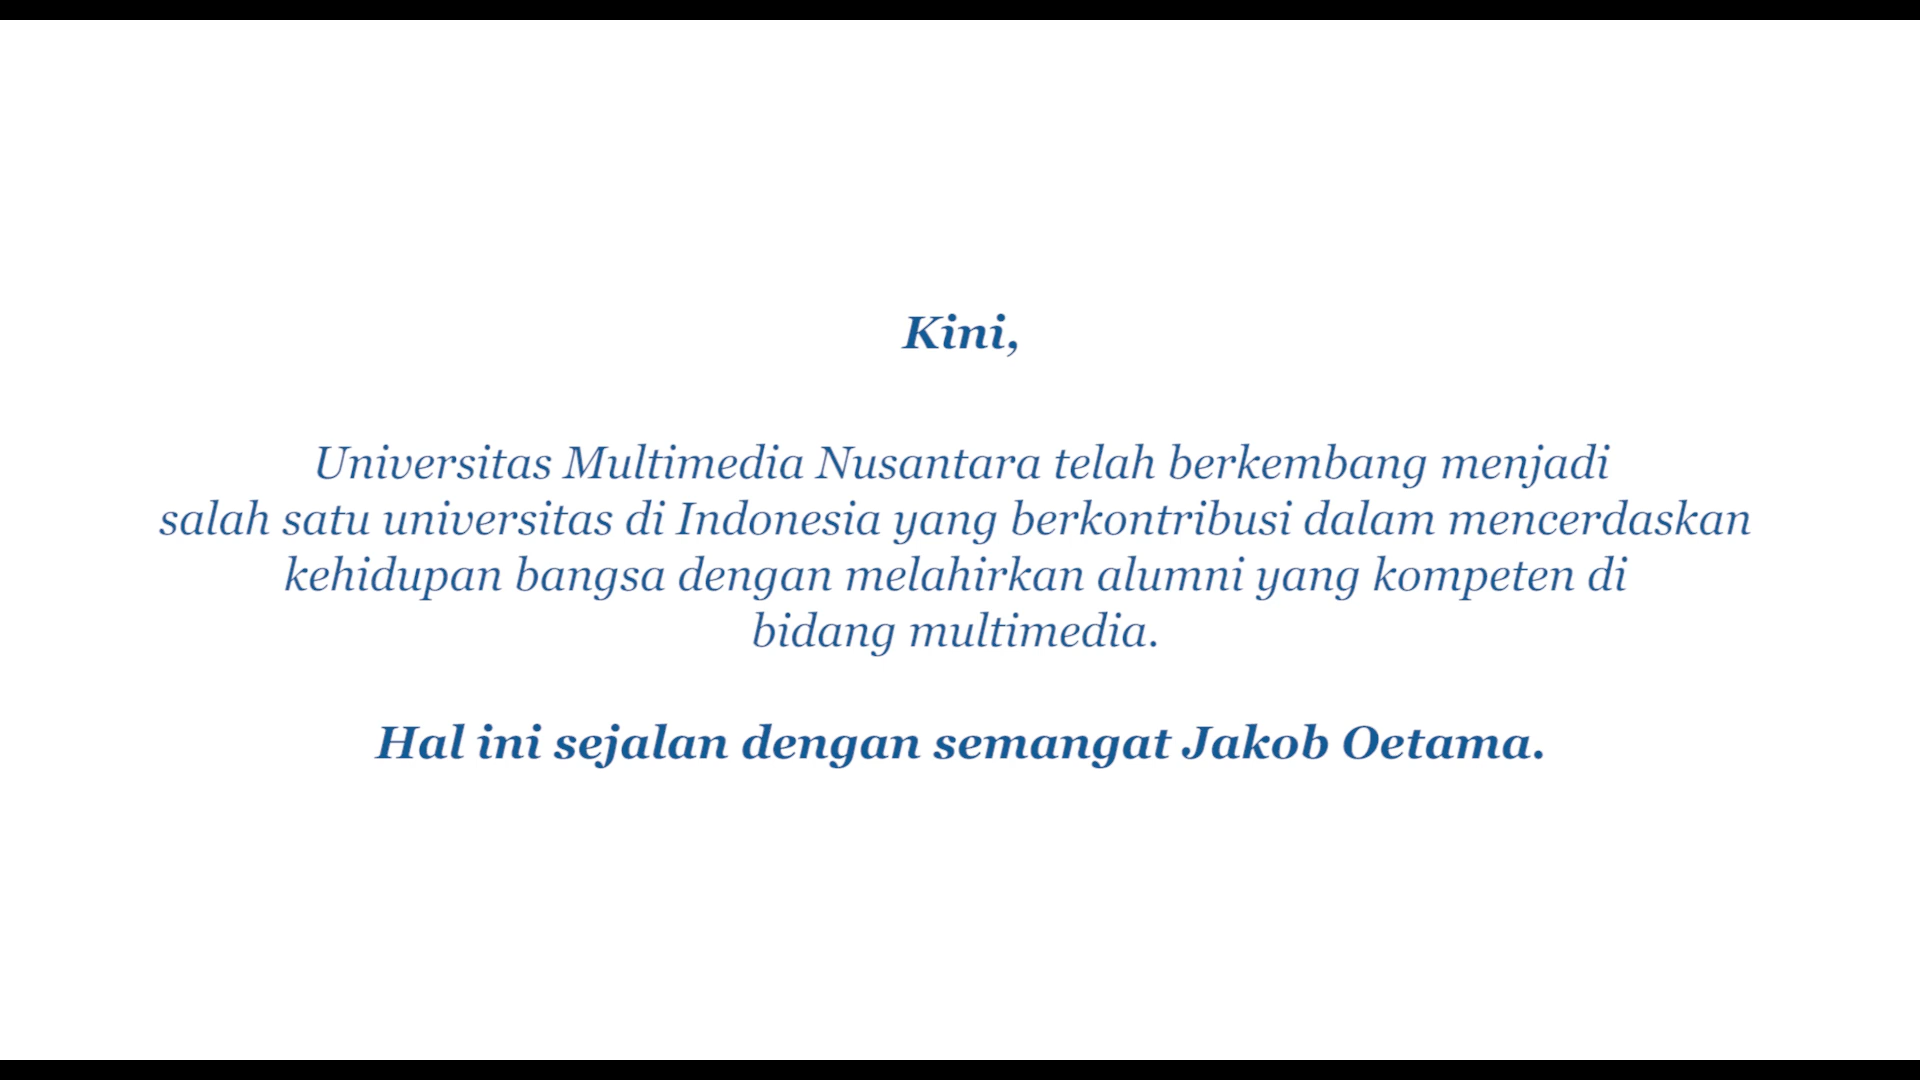 Kini,
Universitas Multimedia Nusantara telah berkembang menjadi
salah satu universitas di Indonesia yang berkontribusi dalam mencerdaskan
kehidupan bangsa dengan melahirkan alumni yang kompeten di
bidang multimedia.
Hal ini sejalan dengan semangat Jakob Oetama.